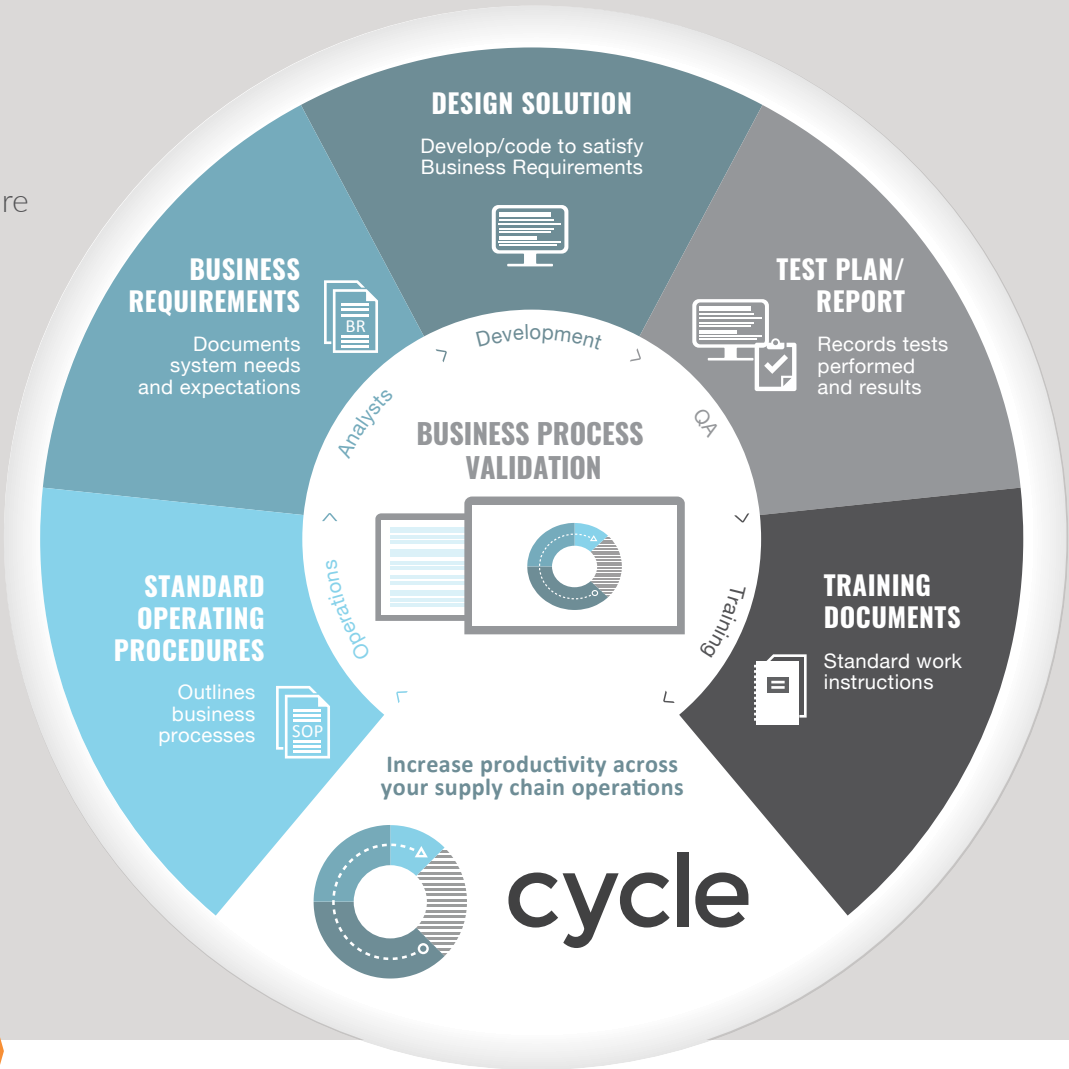 re
DESIGN SOLUTION
Develop/code to satisfy
Business Requirements
BUSINESS
REQUIREMENTS
BR
Documents
system needs
and expectations
TEST PLAN/
REPORT
Records tests
performed
and results
Development
Analysts
QA
BUSINESS PROCESS
VALIDATION
Operations
Training
STANDARD
OPERATING
PROCEDURES
Outlines
business
processes
SOP
TRAINING
DOCUMENTS
Standard work
instructions
Increase productivity across
your supply chain operations
cycle